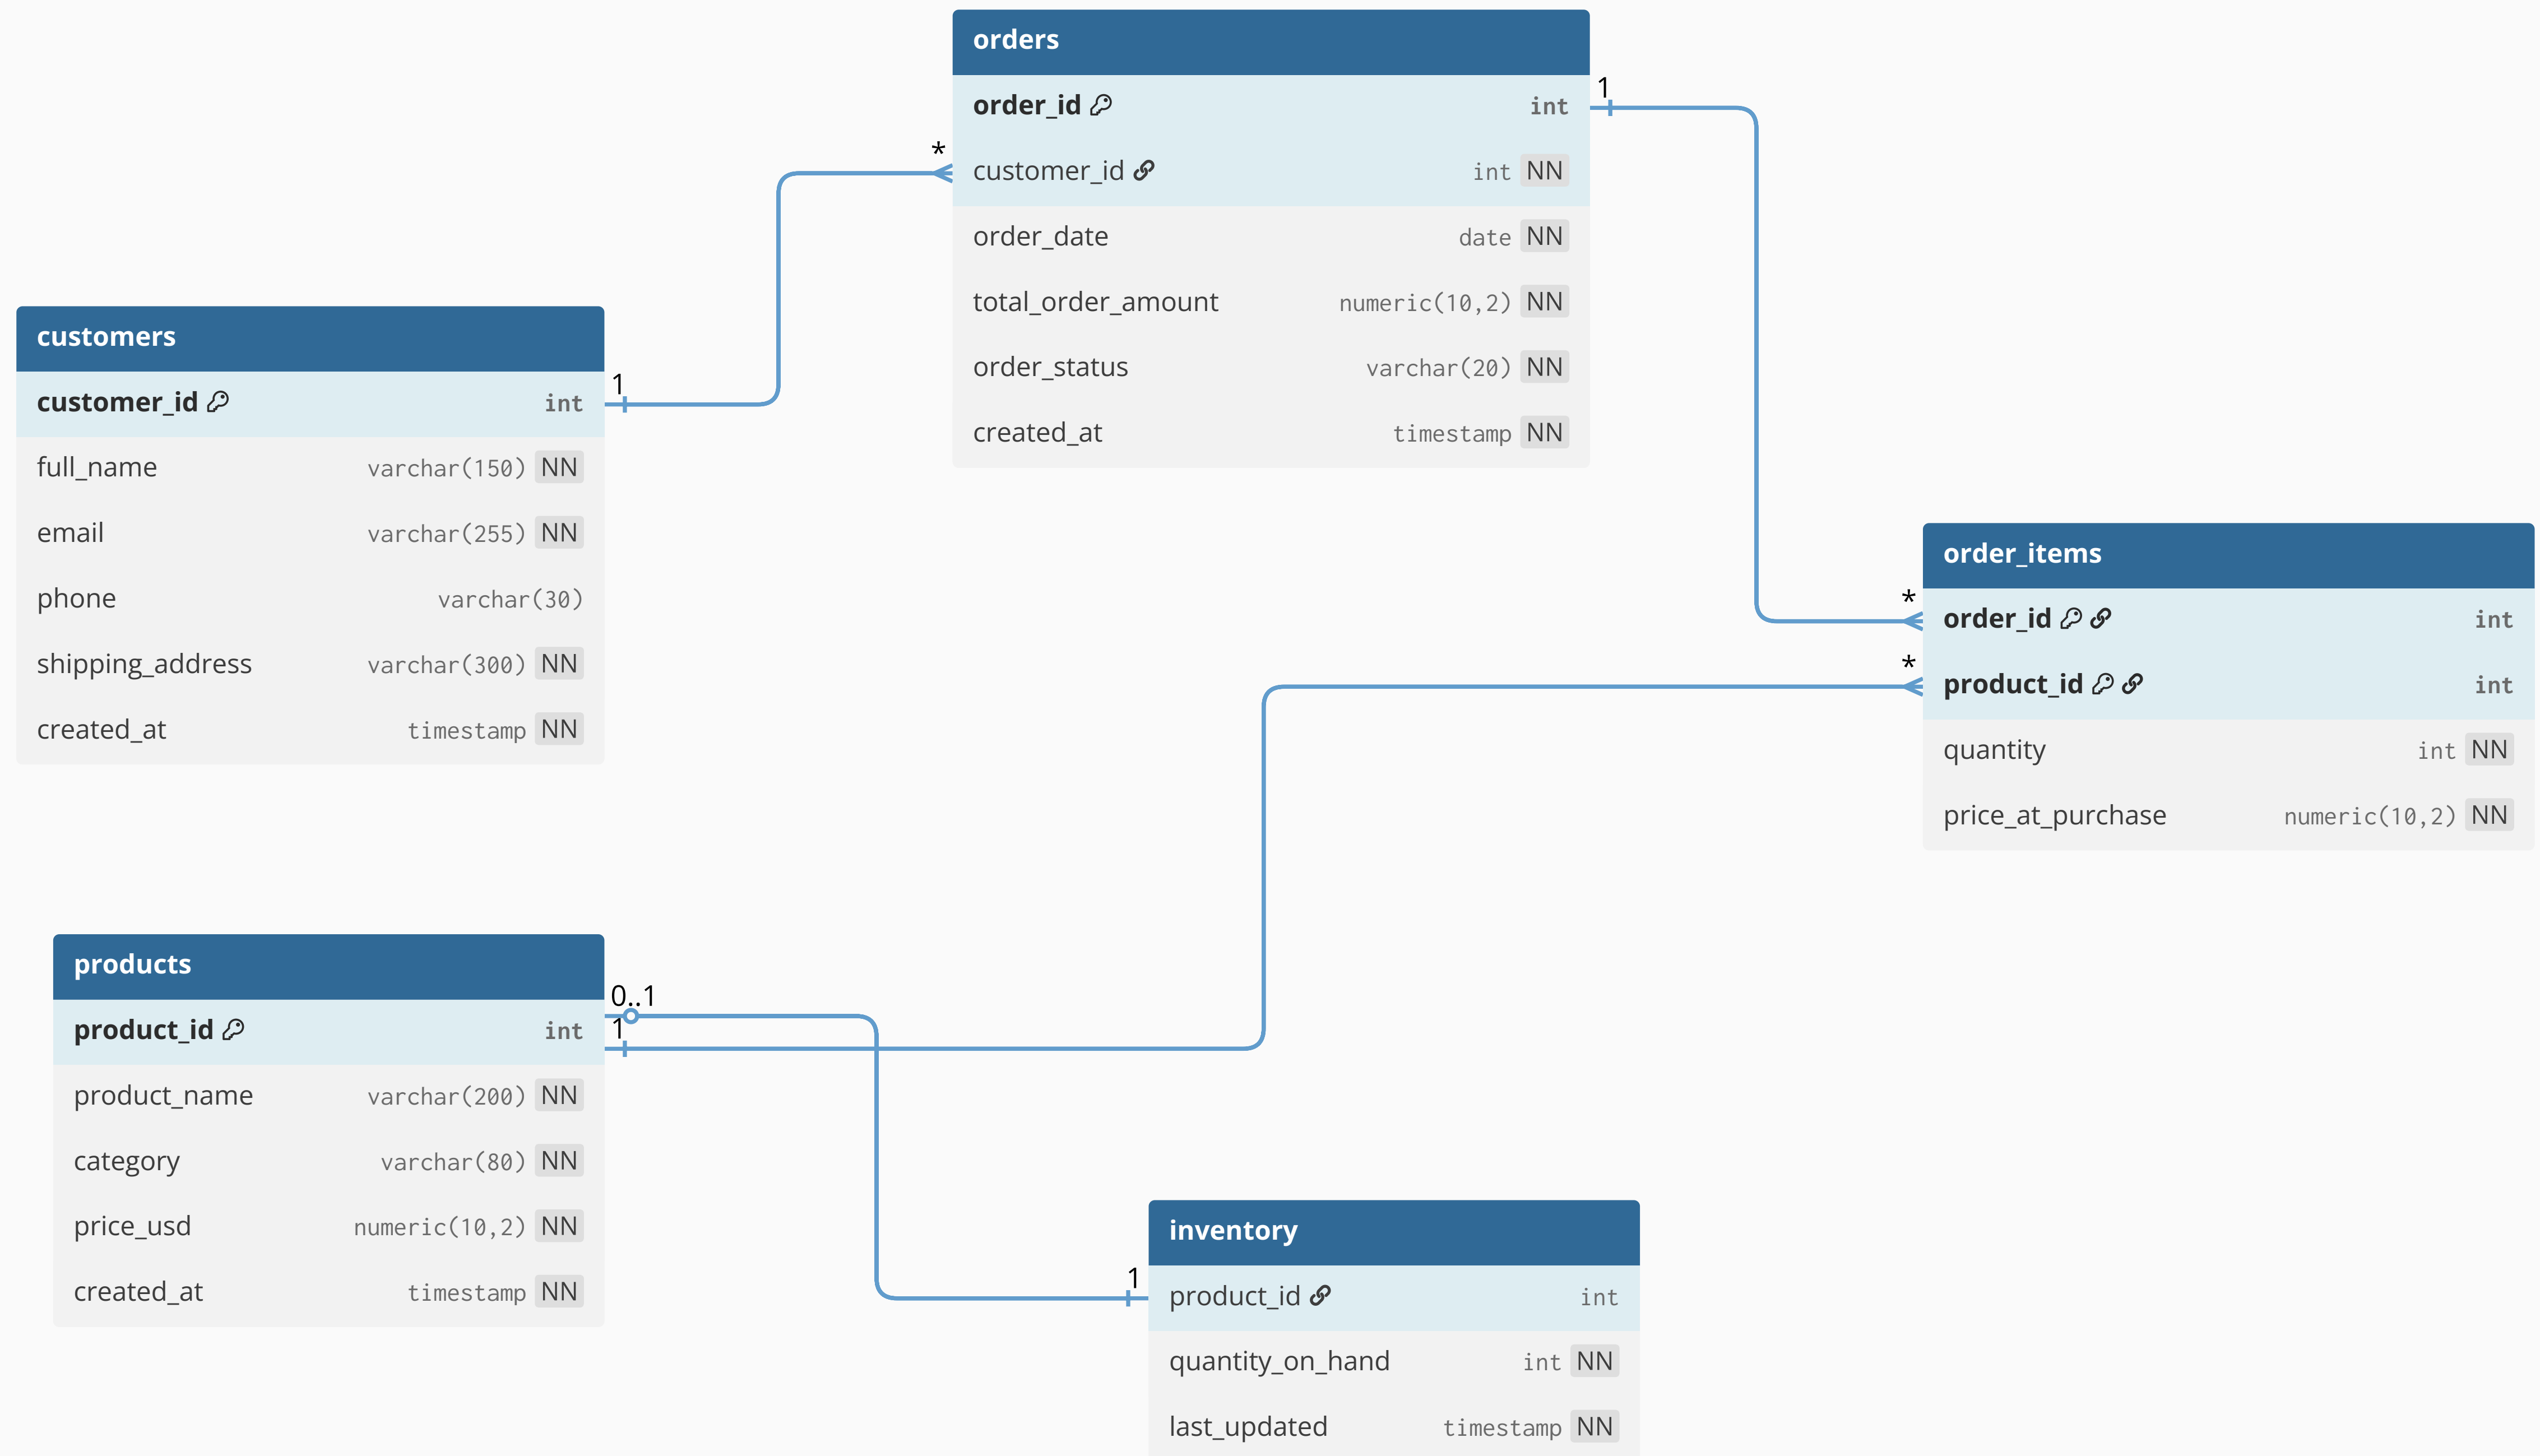 orders
order_id int
customer_id int NN
order_date date NN
total_order_amount numeric(10,2) NN
order_status varchar(20) NN
created_at timestamp NN
1
*
customers
customer_id int
full_name varchar(150) NN
email varchar(255) NN
phone varchar(30)
shipping_address varchar(300) NN
created_at timestamp NN
1
order_items
order_id int
product_id int
quantity int NN
price_at_purchase numeric(10,2) NN
*
*
products
product_id int
product_name varchar(200) NN
category varchar(80) NN
price_usd numeric(10,2) NN
created_at timestamp NN
0..1
1
inventory
product_id int
quantity_on_hand int NN
last_updated timestamp NN
1